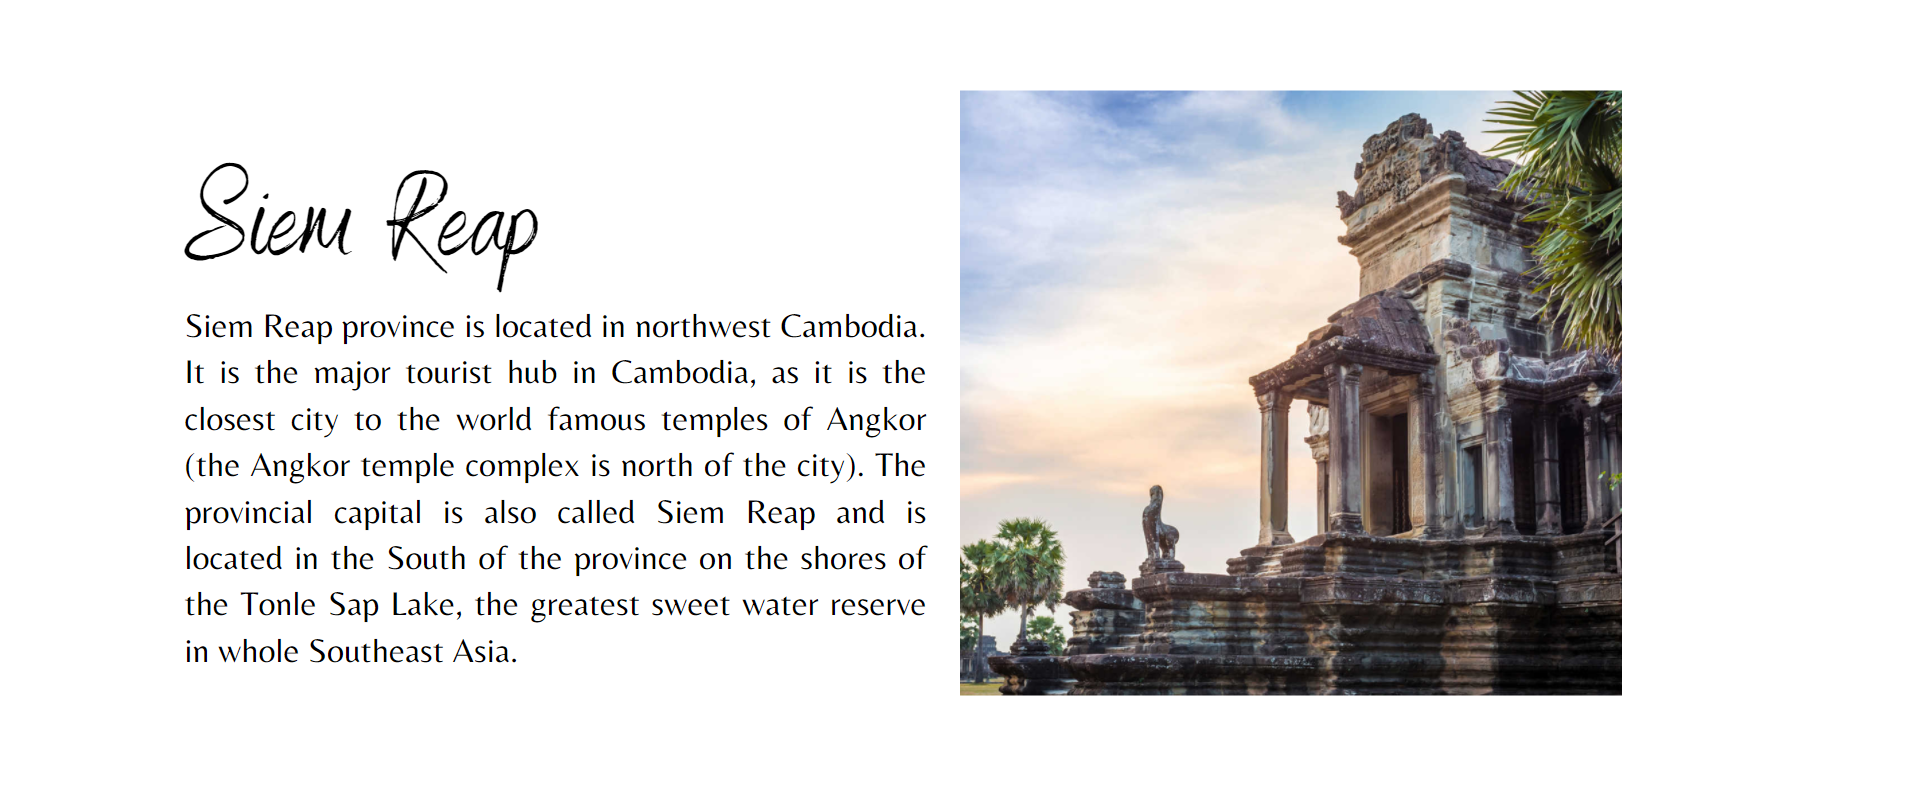 Siem Reap
Siem Reap province is located in northwest Cambodia.
It is the major tourist hub in Cambodia, as it is the
closest city to the world famous temples of Angkor
(the Angkor temple complex is north of the city). The
provincial capital is also called Siem Reap and is
located in the South of the province on the shores of
the Tonle Sap Lake, the greatest sweet water reserve
in whole Southeast Asia.